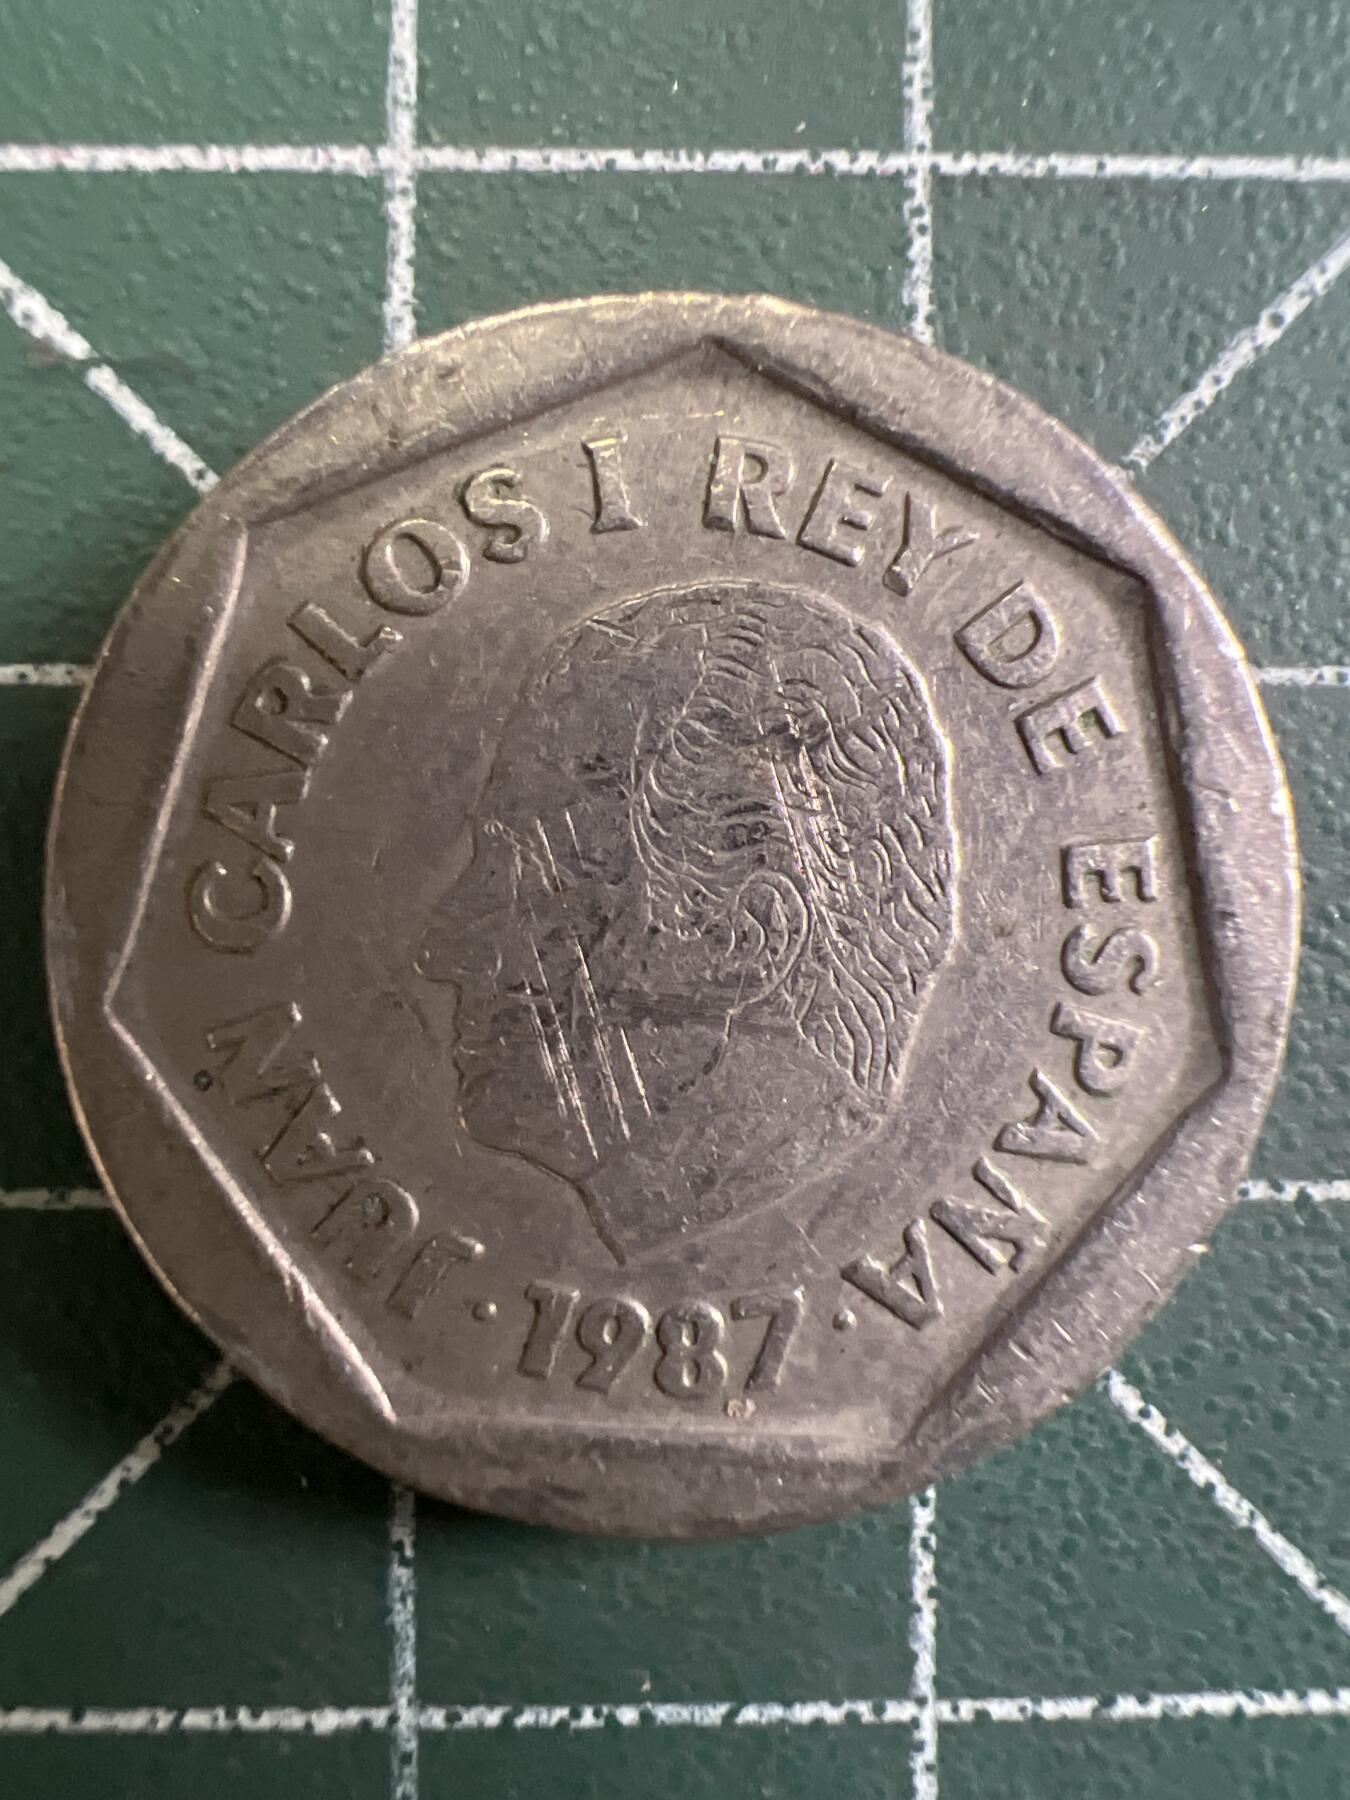 JUAN CARLOS I REY DE ESPAÑA
· 1987 ·